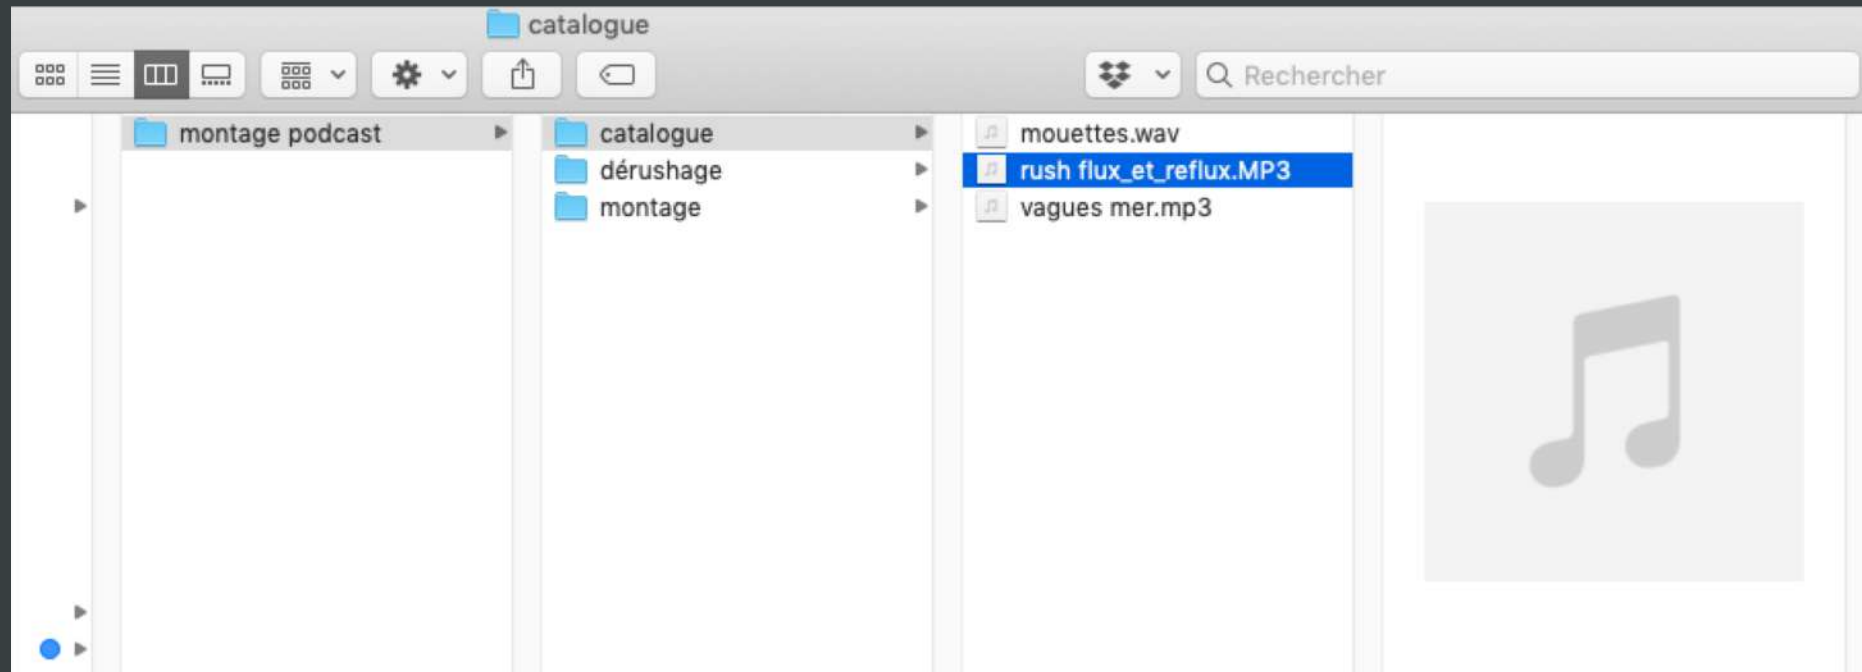 catalogue
Rechercher
montage podcast
catalogue
dérushage
montage
mouettes.wav
rush flux_et_reflux.MP3
vagues mer.mp3